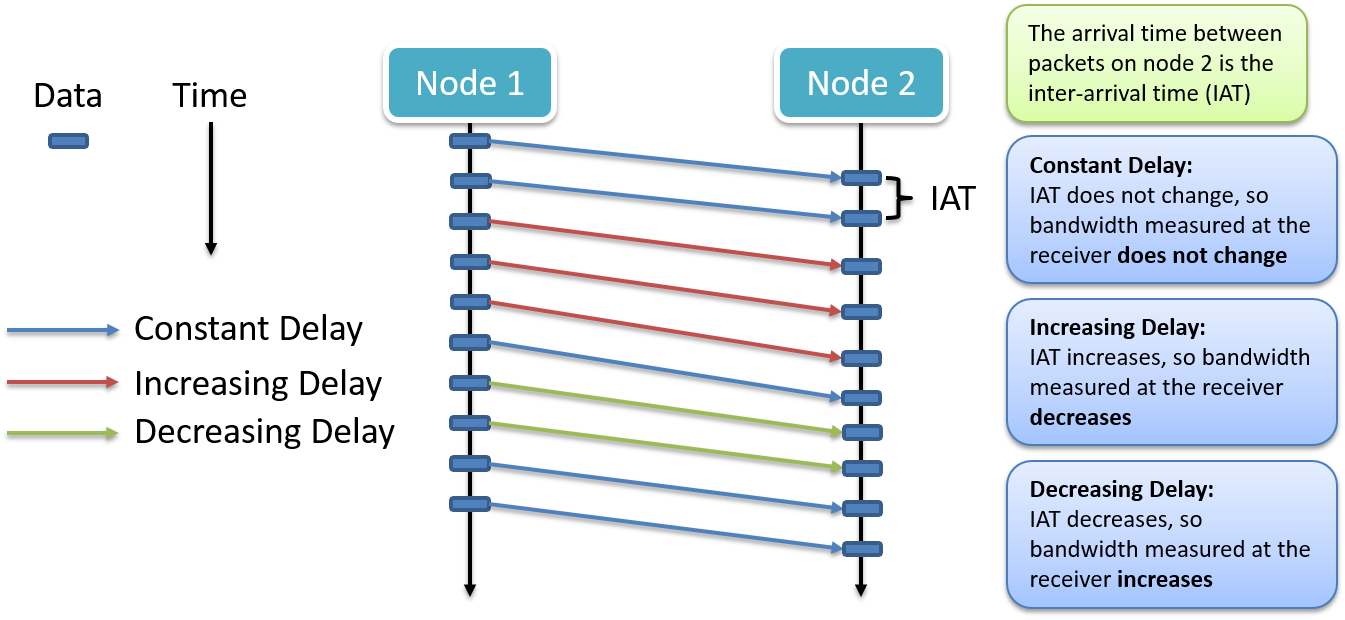 Data
Time
Node 1
Node 2
IAT
Constant Delay
Increasing Delay
Decreasing Delay
The arrival time between
packets on node 2 is the
inter-arrival time (IAT)
Constant Delay:
IAT does not change, so
bandwidth measured at the
receiver does not change
Increasing Delay:
IAT increases, so bandwidth
measured at the receiver
decreases
Decreasing Delay:
IAT decreases, so
bandwidth measured at the
receiver increases